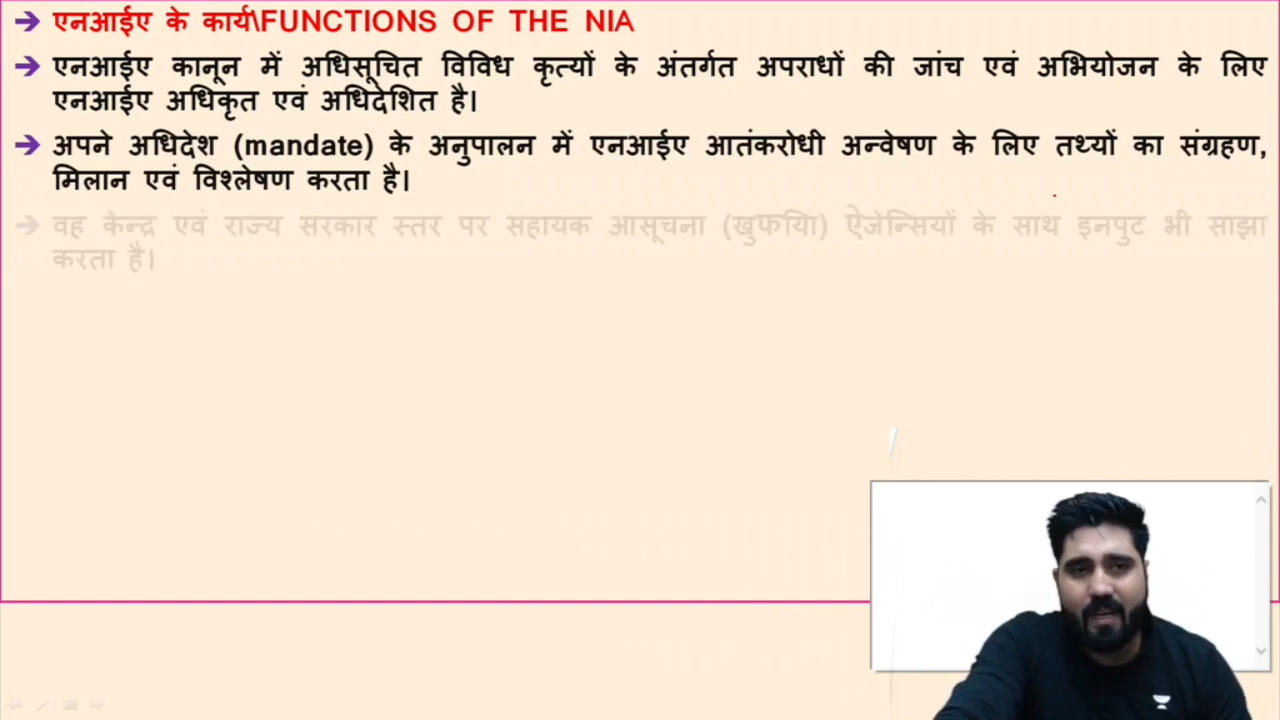 एनआईए के कार्य\FUNCTIONS OF THE NIA
एनआईए कानून में अधिसूचित विविध कृत्यों के अंतर्गत अपराधों की जांच एवं अभियोजन के लिए
एनआईए अधिकृत एवं अधिदेशित है।
अपने अधिदेश (mandate) के अनुपालन में एनआईए आतंकरोधी अन्वेषण के लिए तथ्यों का संग्रहण,
मिलान एवं विश्लेषण करता है।
वह केन्द्र एवं राज्य सरकार स्तर पर सहायक आसूचना (खुफिया) ऐजेन्सियों के साथ इनपुट भी साझा
करता है।